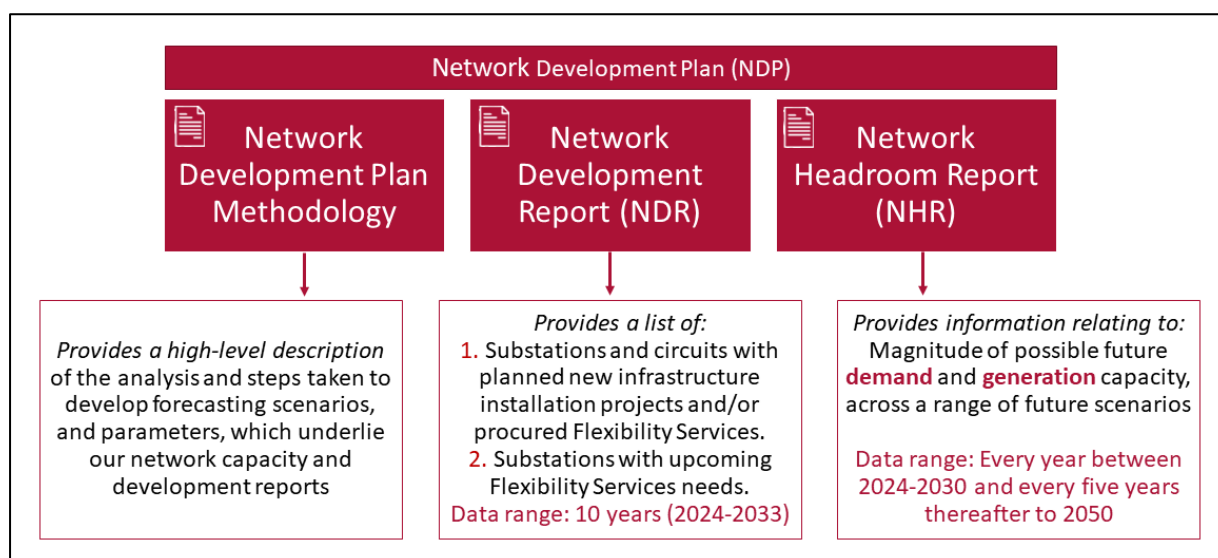 Network Development Plan (NDP)
Network
Development Plan
Methodology
Network
Development
Report (NDR)
Network
Headroom Report
(NHR)
Provides a high-level description
of the analysis and steps taken to
develop forecasting scenarios,
and parameters, which underlie
our network capacity and
development reports
Provides a list of:
1. Substations and circuits with
planned new infrastructure
installation projects and/or
procured Flexibility Services.
2. Substations with upcoming
Flexibility Services needs.
Data range: 10 years (2024-2033)
Provides information relating to:
Magnitude of possible future
demand and generation capacity,
across a range of future scenarios
Data range: Every year between
2024-2030 and every five years
thereafter to 2050